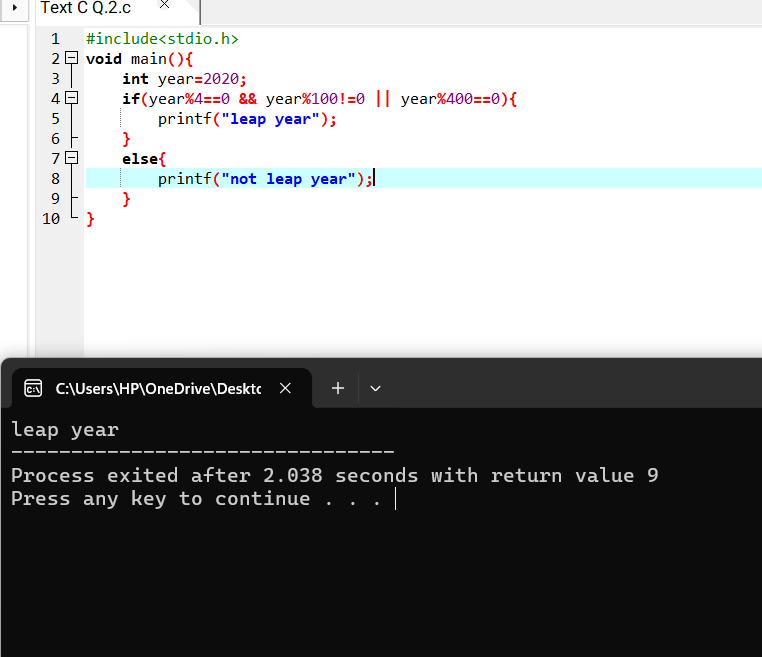 Text C Q.2.c
1 #include<stdio.h>
2 void main(){
3     int year=2020;
4     if(year%4==0 && year%100!=0 || year%400==0){
5         printf("leap year");
6     }
7     else{
8         printf("not leap year");
9     }
10 }
C:\Users\HP\OneDrive\Deskto
leap year
--------------------------------
Process exited after 2.038 seconds with return value 9
Press any key to continue . . .